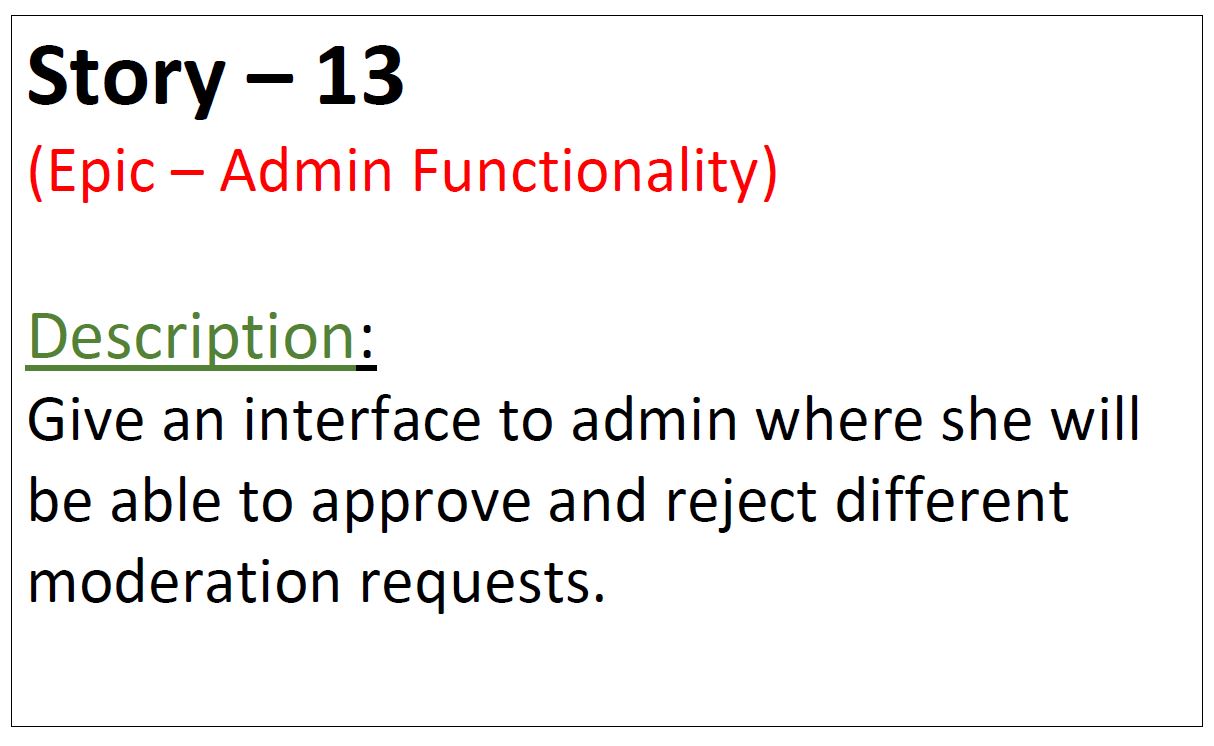 Story – 13
(Epic – Admin Functionality)
Description:
Give an interface to admin where she will
be able to approve and reject different
moderation requests.